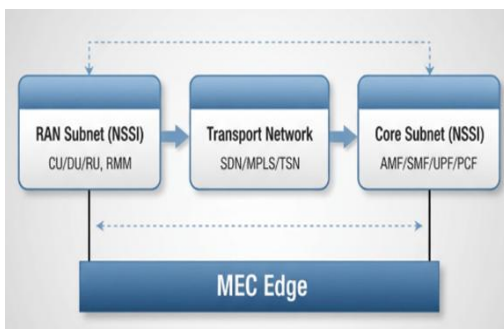 RAN Subnet (NSSI)
CU/DU/RU, RMM
Transport Network
SDN/MPLS/TSN
Core Subnet (NSSI)
AMF/SMF/UPF/PCF
MEC Edge